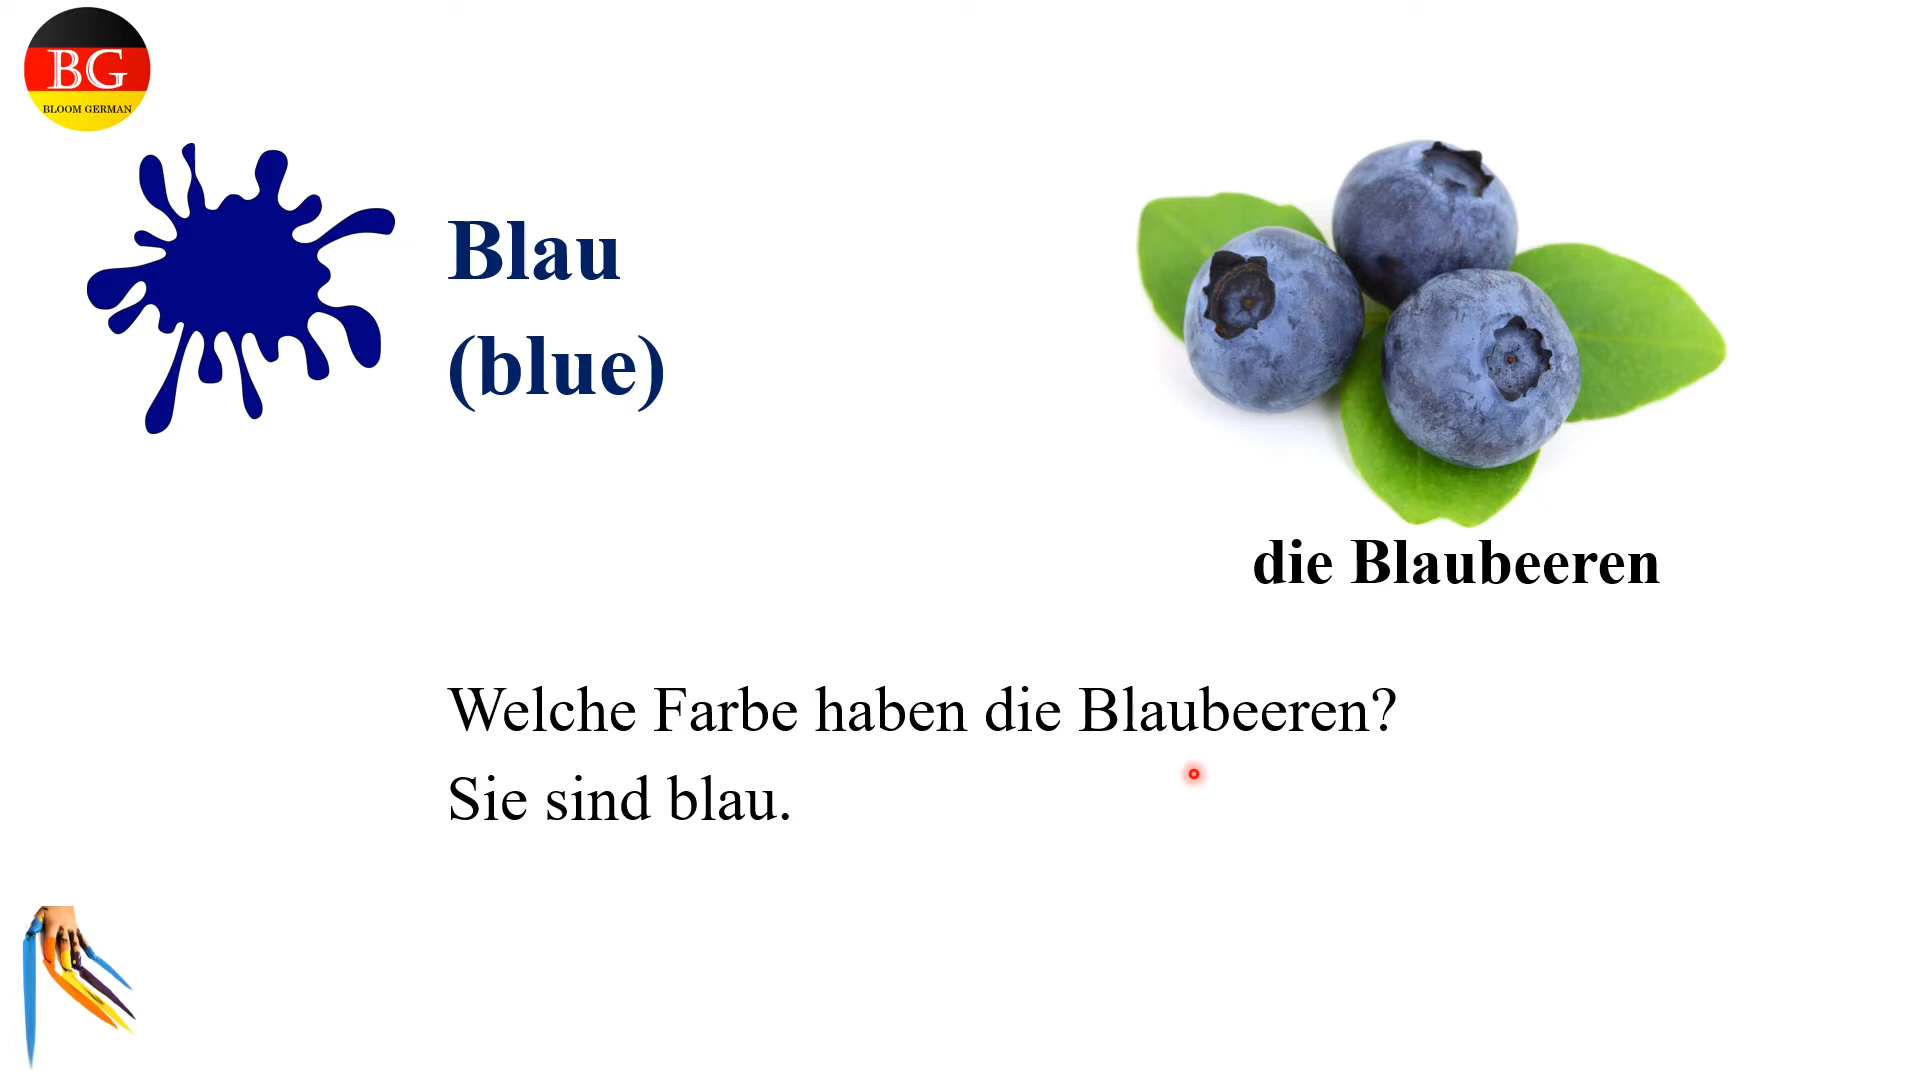 BG
BLOOM GERMAN
Blau
(blue)
die Blaubeeren
Welche Farbe haben die Blaubeeren?
Sie sind blau.